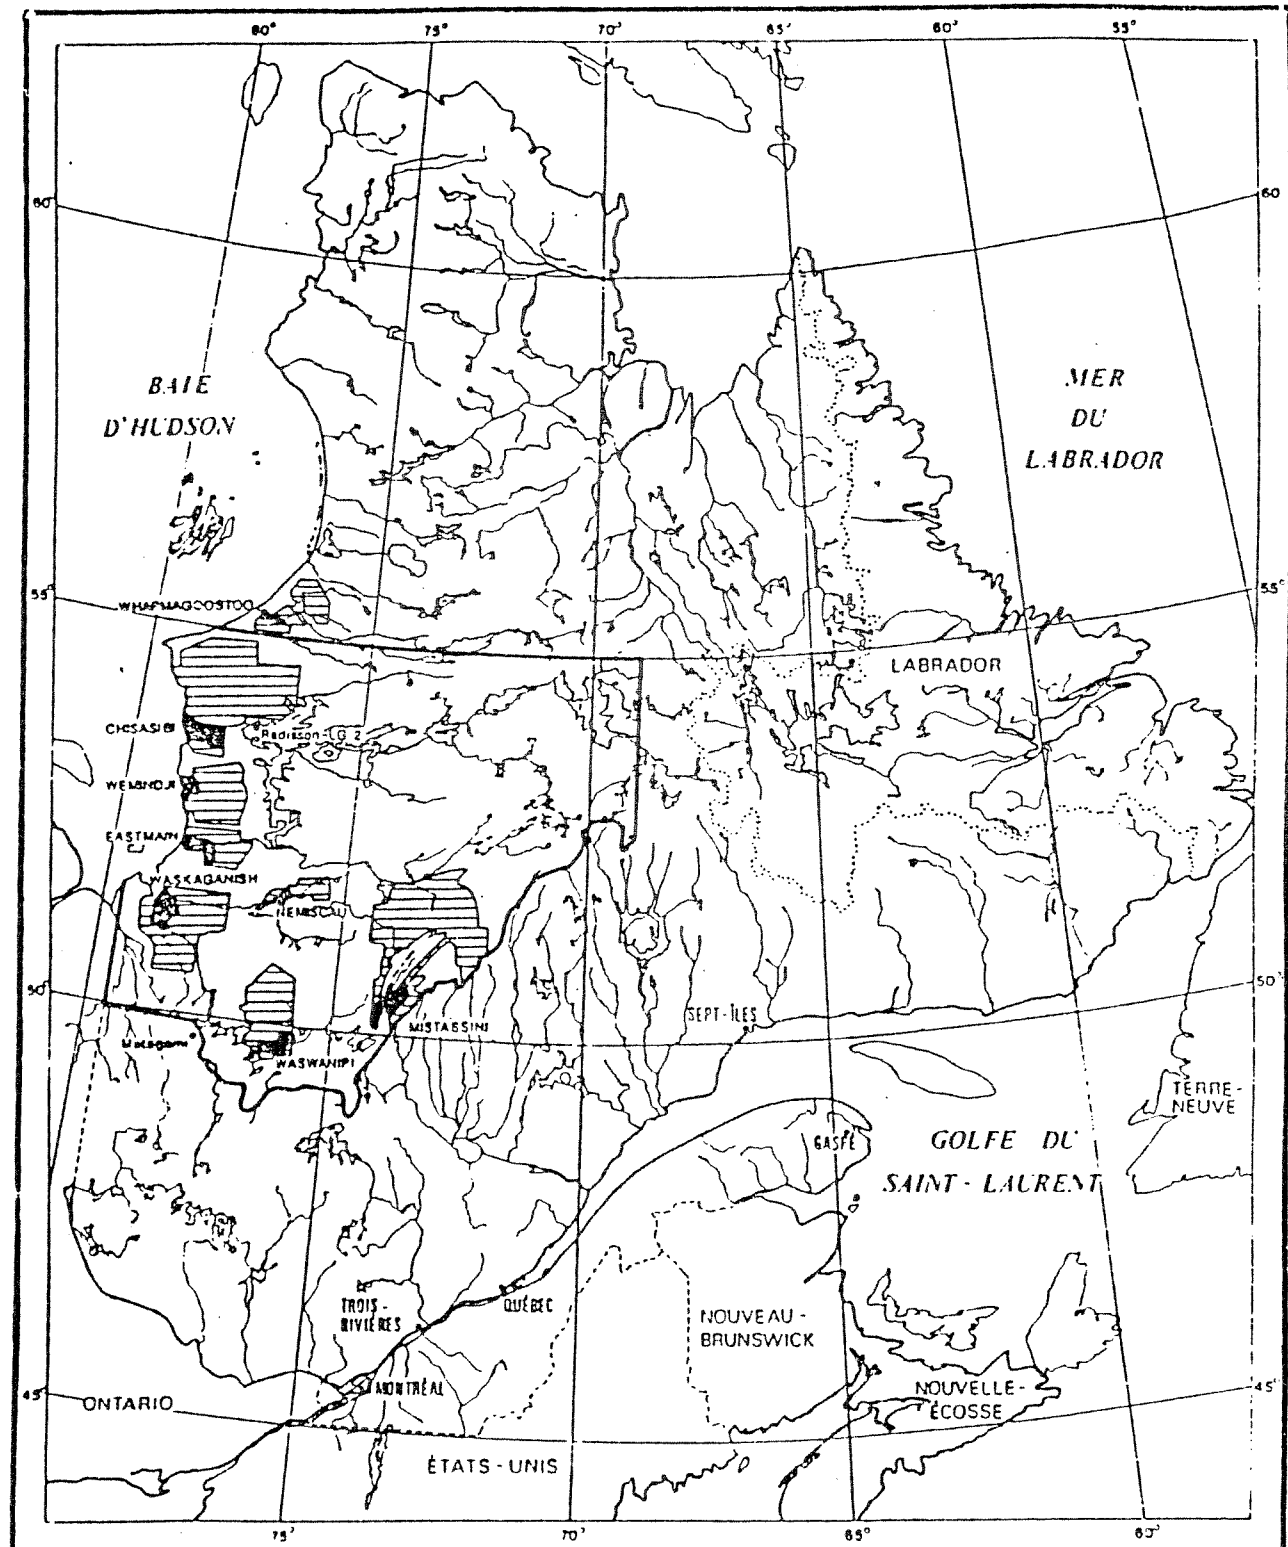 80°
75°
70°
65°
60°
55°
60°
60
BAIE
D'HUDSON
MER
DU
LABRADOR
55°
55°
WHAPMAGOOSTOO
LABRADOR
CHISASIBI
Radisson-LG 2
WEMINDJI
EASTMAIN
WASKAGANISH
NEMISCAU
50°
50°
Matagami
MISTASSINI
SEPT-ÎLES
WASWANIPI
TERRE-
NEUVE
GASPÉ
GOLFE DU
SAINT-LAURENT
TROIS-
RIVIÈRES
QUÉBEC
NOUVEAU-
BRUNSWICK
MONTRÉAL
45°
45°
ONTARIO
NOUVELLE-
ÉCOSSE
ÉTATS-UNIS
75°
70°
65°
60°